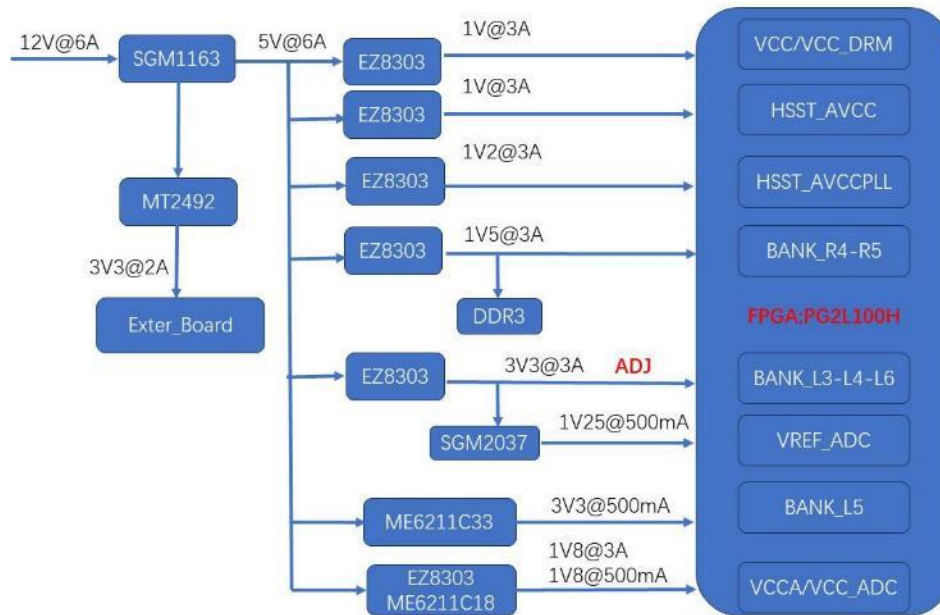 12V@6A
SGM1163
5V@6A
EZ8303
1V@3A
VCC/VCC_DRM
EZ8303
1V@3A
HSST_AVCC
EZ8303
1V2@3A
HSST_AVCCPLL
MT2492
3V3@2A
Exter_Board
EZ8303
1V5@3A
BANK_R4-R5
DDR3
FPGA:PG2L100H
EZ8303
3V3@3A
ADJ
BANK_L3-L4-L6
SGM2037
1V25@500mA
VREF_ADC
ME6211C33
3V3@500mA
BANK_L5
EZ8303
ME6211C18
1V8@3A
1V8@500mA
VCCA/VCC_ADC